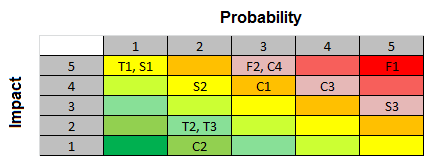 Probability
1 2 3 4 5
Impact
5 T1, S1 F2, C4 F1
4 S2 C1 C3
3 S3
2 T2, T3
1 C2